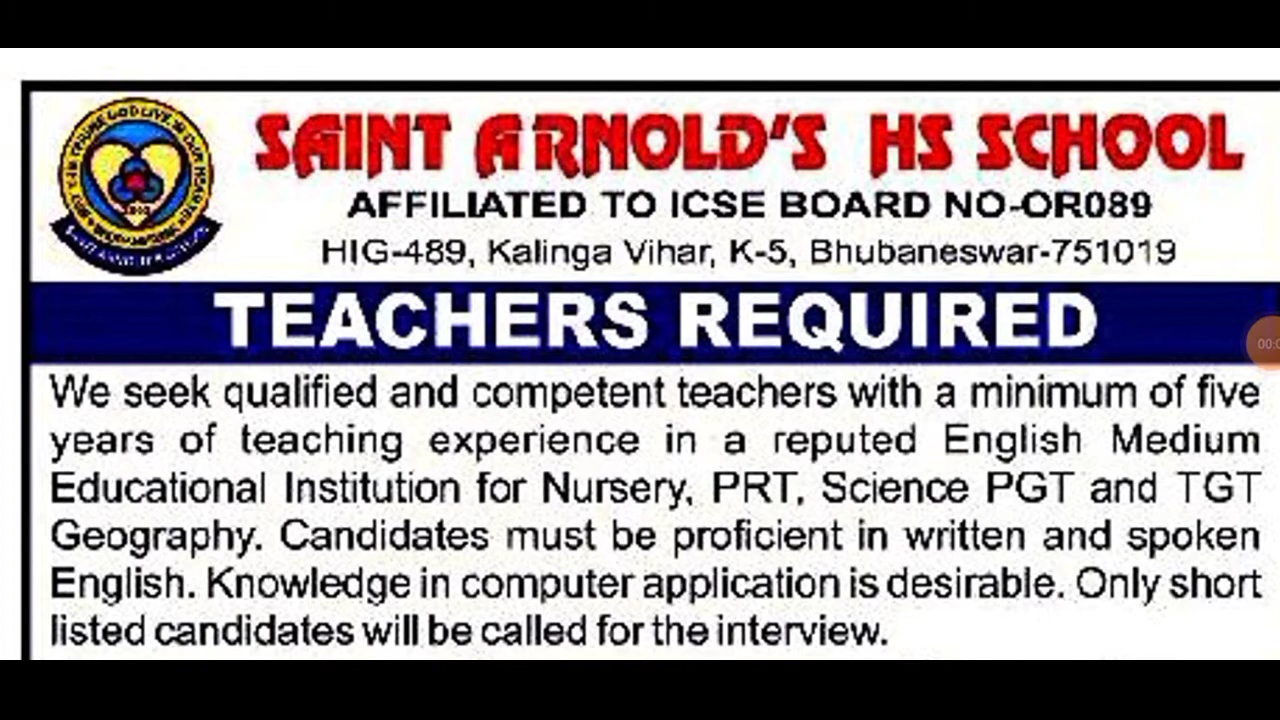 SAINT ARNOLD'S HS SCHOOL
AFFILIATED TO ICSE BOARD NO-OR089
HIG-489, Kalinga Vihar, K-5, Bhubaneswar-751019
TEACHERS REQUIRED
We seek qualified and competent teachers with a minimum of five
years of teaching experience in a reputed English Medium
Educational Institution for Nursery, PRT, Science PGT and TGT
Geography. Candidates must be proficient in written and spoken
English. Knowledge in computer application is desirable. Only short
listed candidates will be called for the interview.